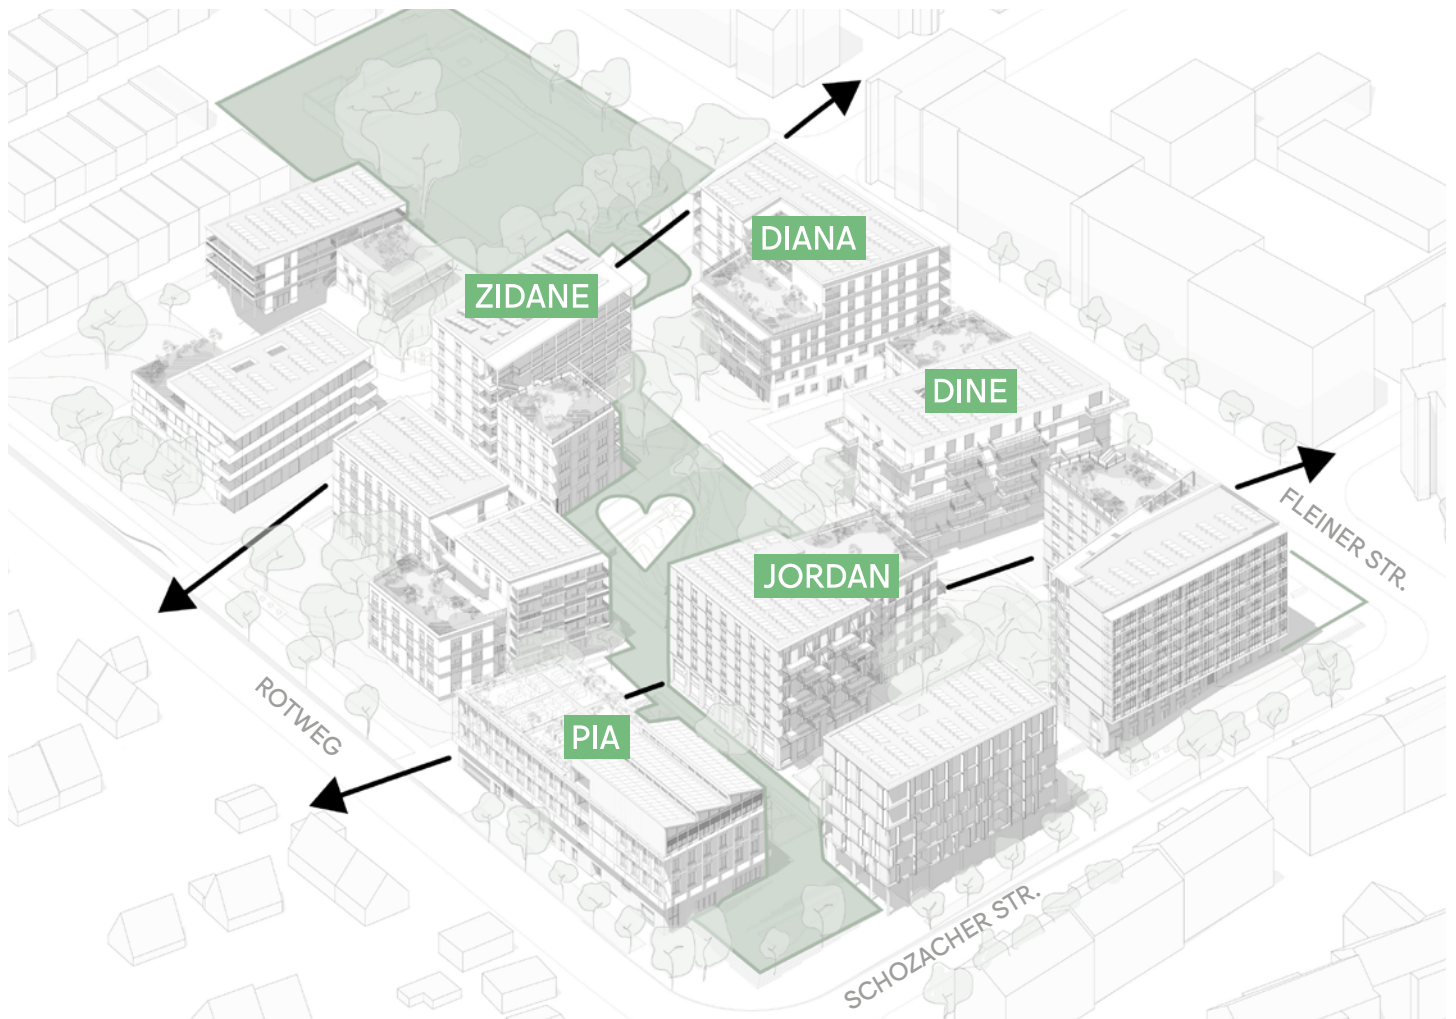 DIANA
ZIDANE
DINE
FLEINER STR.
JORDAN
ROTWEG
PIA
SCHOZACHER STR.